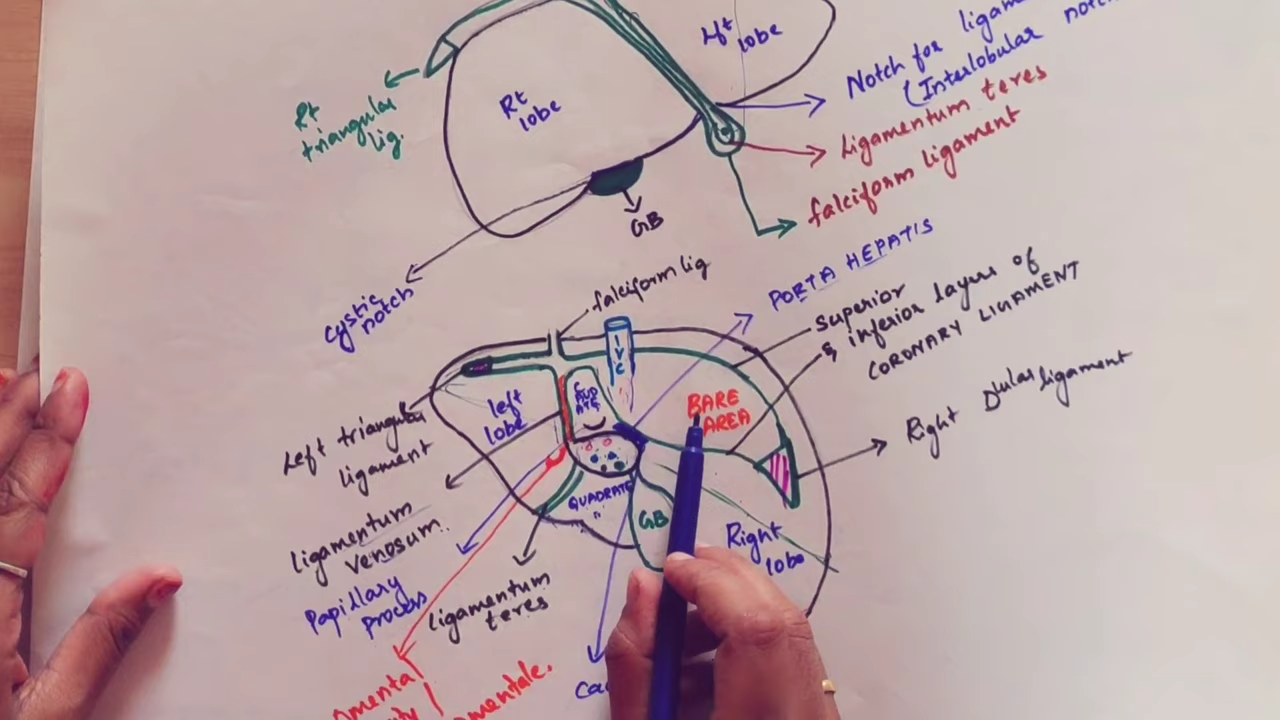 Lft
lobe
Notch for
(Interlobular
Rt
triangular
lig.
Rt
lobe
Ligamentum teres
falciform ligament
GB
cystic
notch
falciform lig
PORTA HEPATIS
superior
& inferior layers of
CORONARY LIGAMENT
IVC
CAUDATE
left
lobe
BARE
AREA
Right Δular ligament
Left triangular
ligament
QUADRATE
GB
Right
lobe
ligamentum
venosum.
Papillary
process
ligamentum
teres